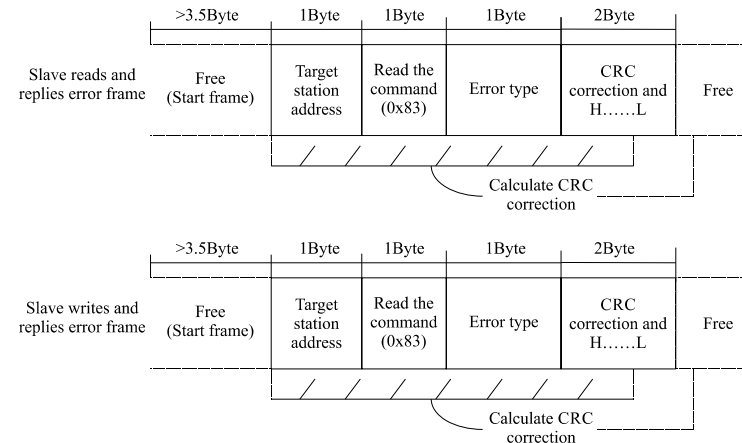 >3.5Byte 1Byte 1Byte 1Byte 2Byte
Slave reads and
replies error frame
Free
(Start frame)
Target
station
address
Read the
command
(0x83)
Error type
CRC
correction and
H......L
Free
Calculate CRC
correction
>3.5Byte 1Byte 1Byte 1Byte 2Byte
Slave writes and
replies error frame
Free
(Start frame)
Target
station
address
Read the
command
(0x83)
Error type
CRC
correction and
H......L
Free
Calculate CRC
correction